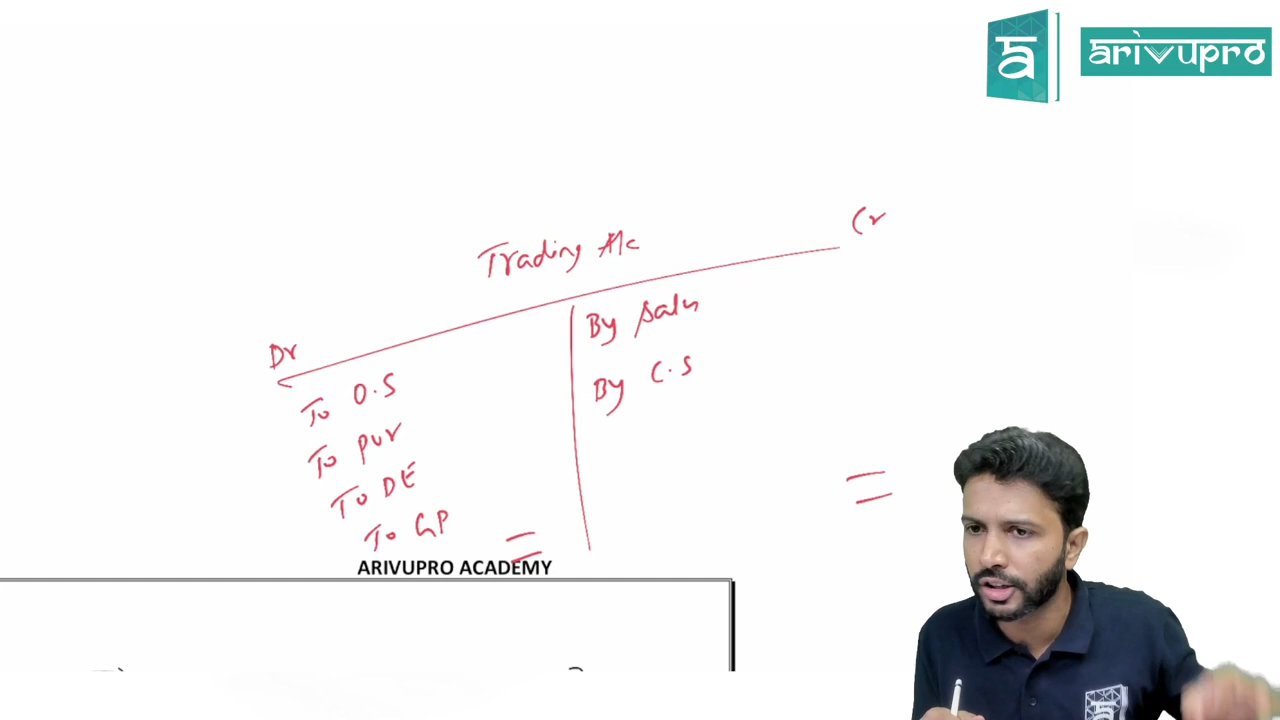 arivupro
Trading A/c
Cr
Dr
By Sales
To O.S
By C.S
To pur
To DE
To GP
=
=
ARIVUPRO ACADEMY